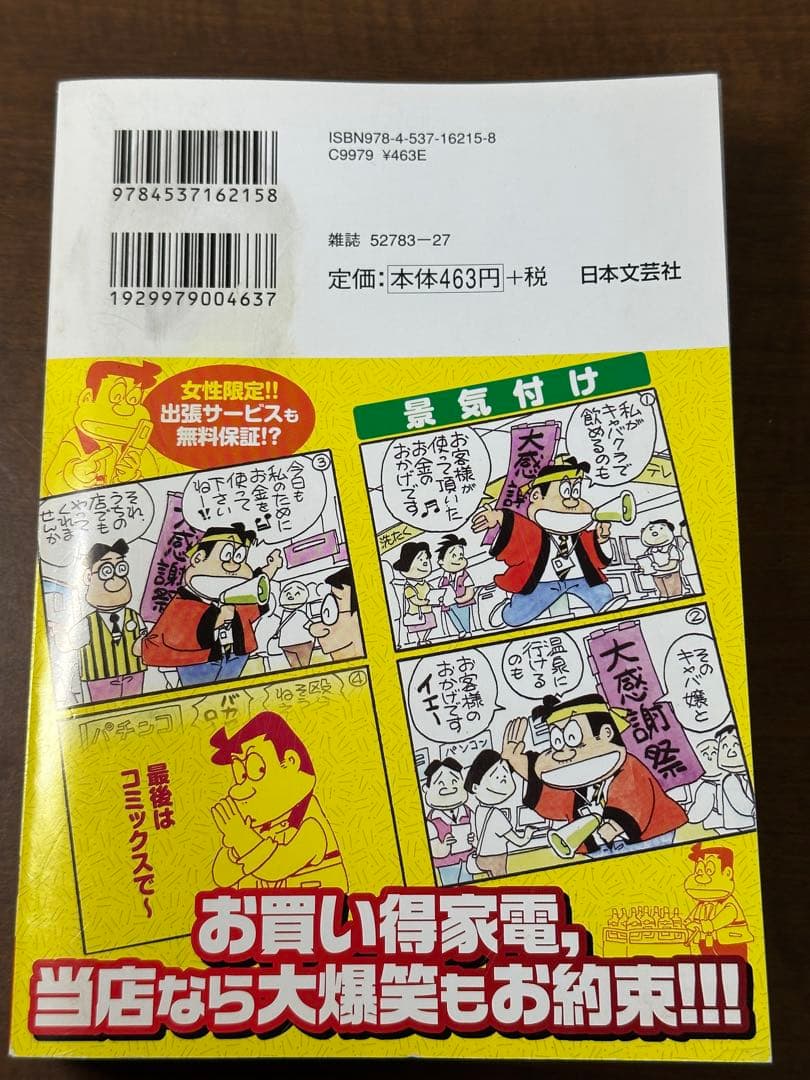 ISBN978-4-537-16215-8
C9979 ¥463E
9784537162158
雑誌 52783-27
1929979004637
定価:本体463円+税 日本文芸社
女性限定!!
出張サービスも
無料保証!?
景気付け
①
私が
キャバクラで
飲めるのも
大感謝
お客様が
使って頂いた
お金の
おかげです♪
テレ
洗たく
②
そのキャバ嬢と
大感謝祭
温泉に
行ける
のも
お客様の
おかげです
イエー
パンコン
③
今日も
私のために
お金を♪
使って
下さい
ね!!
大感謝祭
それ、
うちの
店でも
やって
くれま
せんか
④
パチンコ
最後は
コミックスで〜
お買い得家電,
当店なら大爆笑もお約束!!!